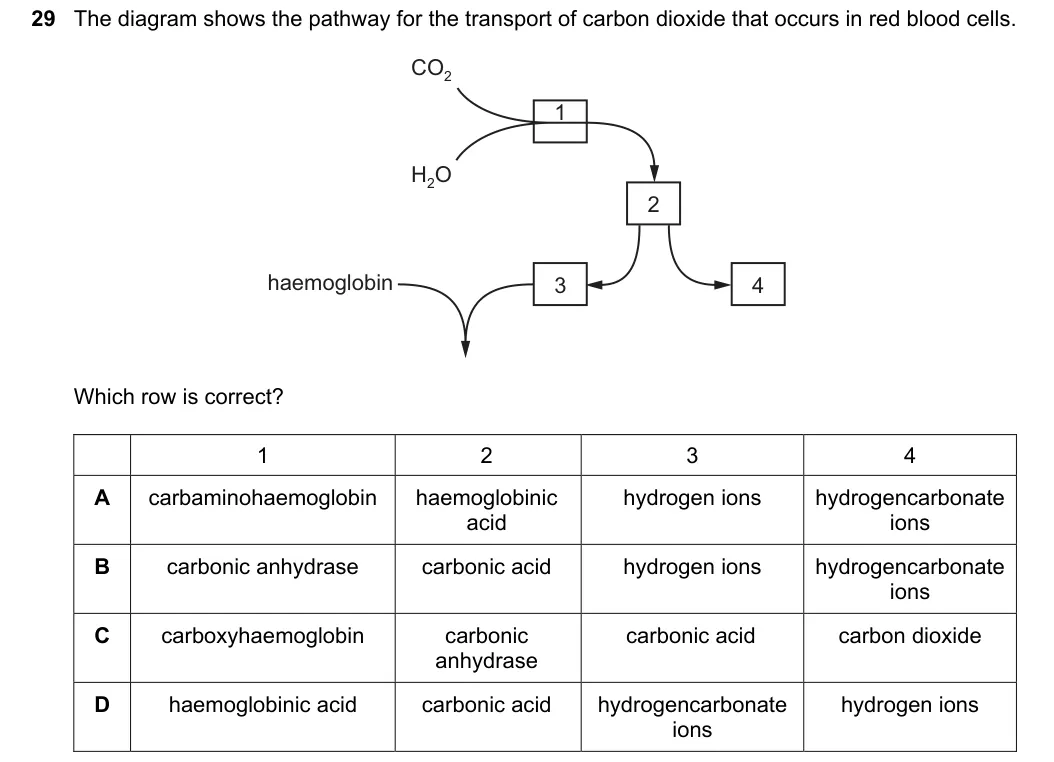 29 The diagram shows the pathway for the transport of carbon dioxide that occurs in red blood cells.
CO₂
1
H₂O
2
haemoglobin
3
4
Which row is correct?
1 2 3 4
A carbaminohaemoglobin haemoglobinic acid hydrogen ions hydrogencarbonate ions
B carbonic anhydrase carbonic acid hydrogen ions hydrogencarbonate ions
C carboxyhaemoglobin carbonic anhydrase carbonic acid carbon dioxide
D haemoglobinic acid carbonic acid hydrogencarbonate ions hydrogen ions